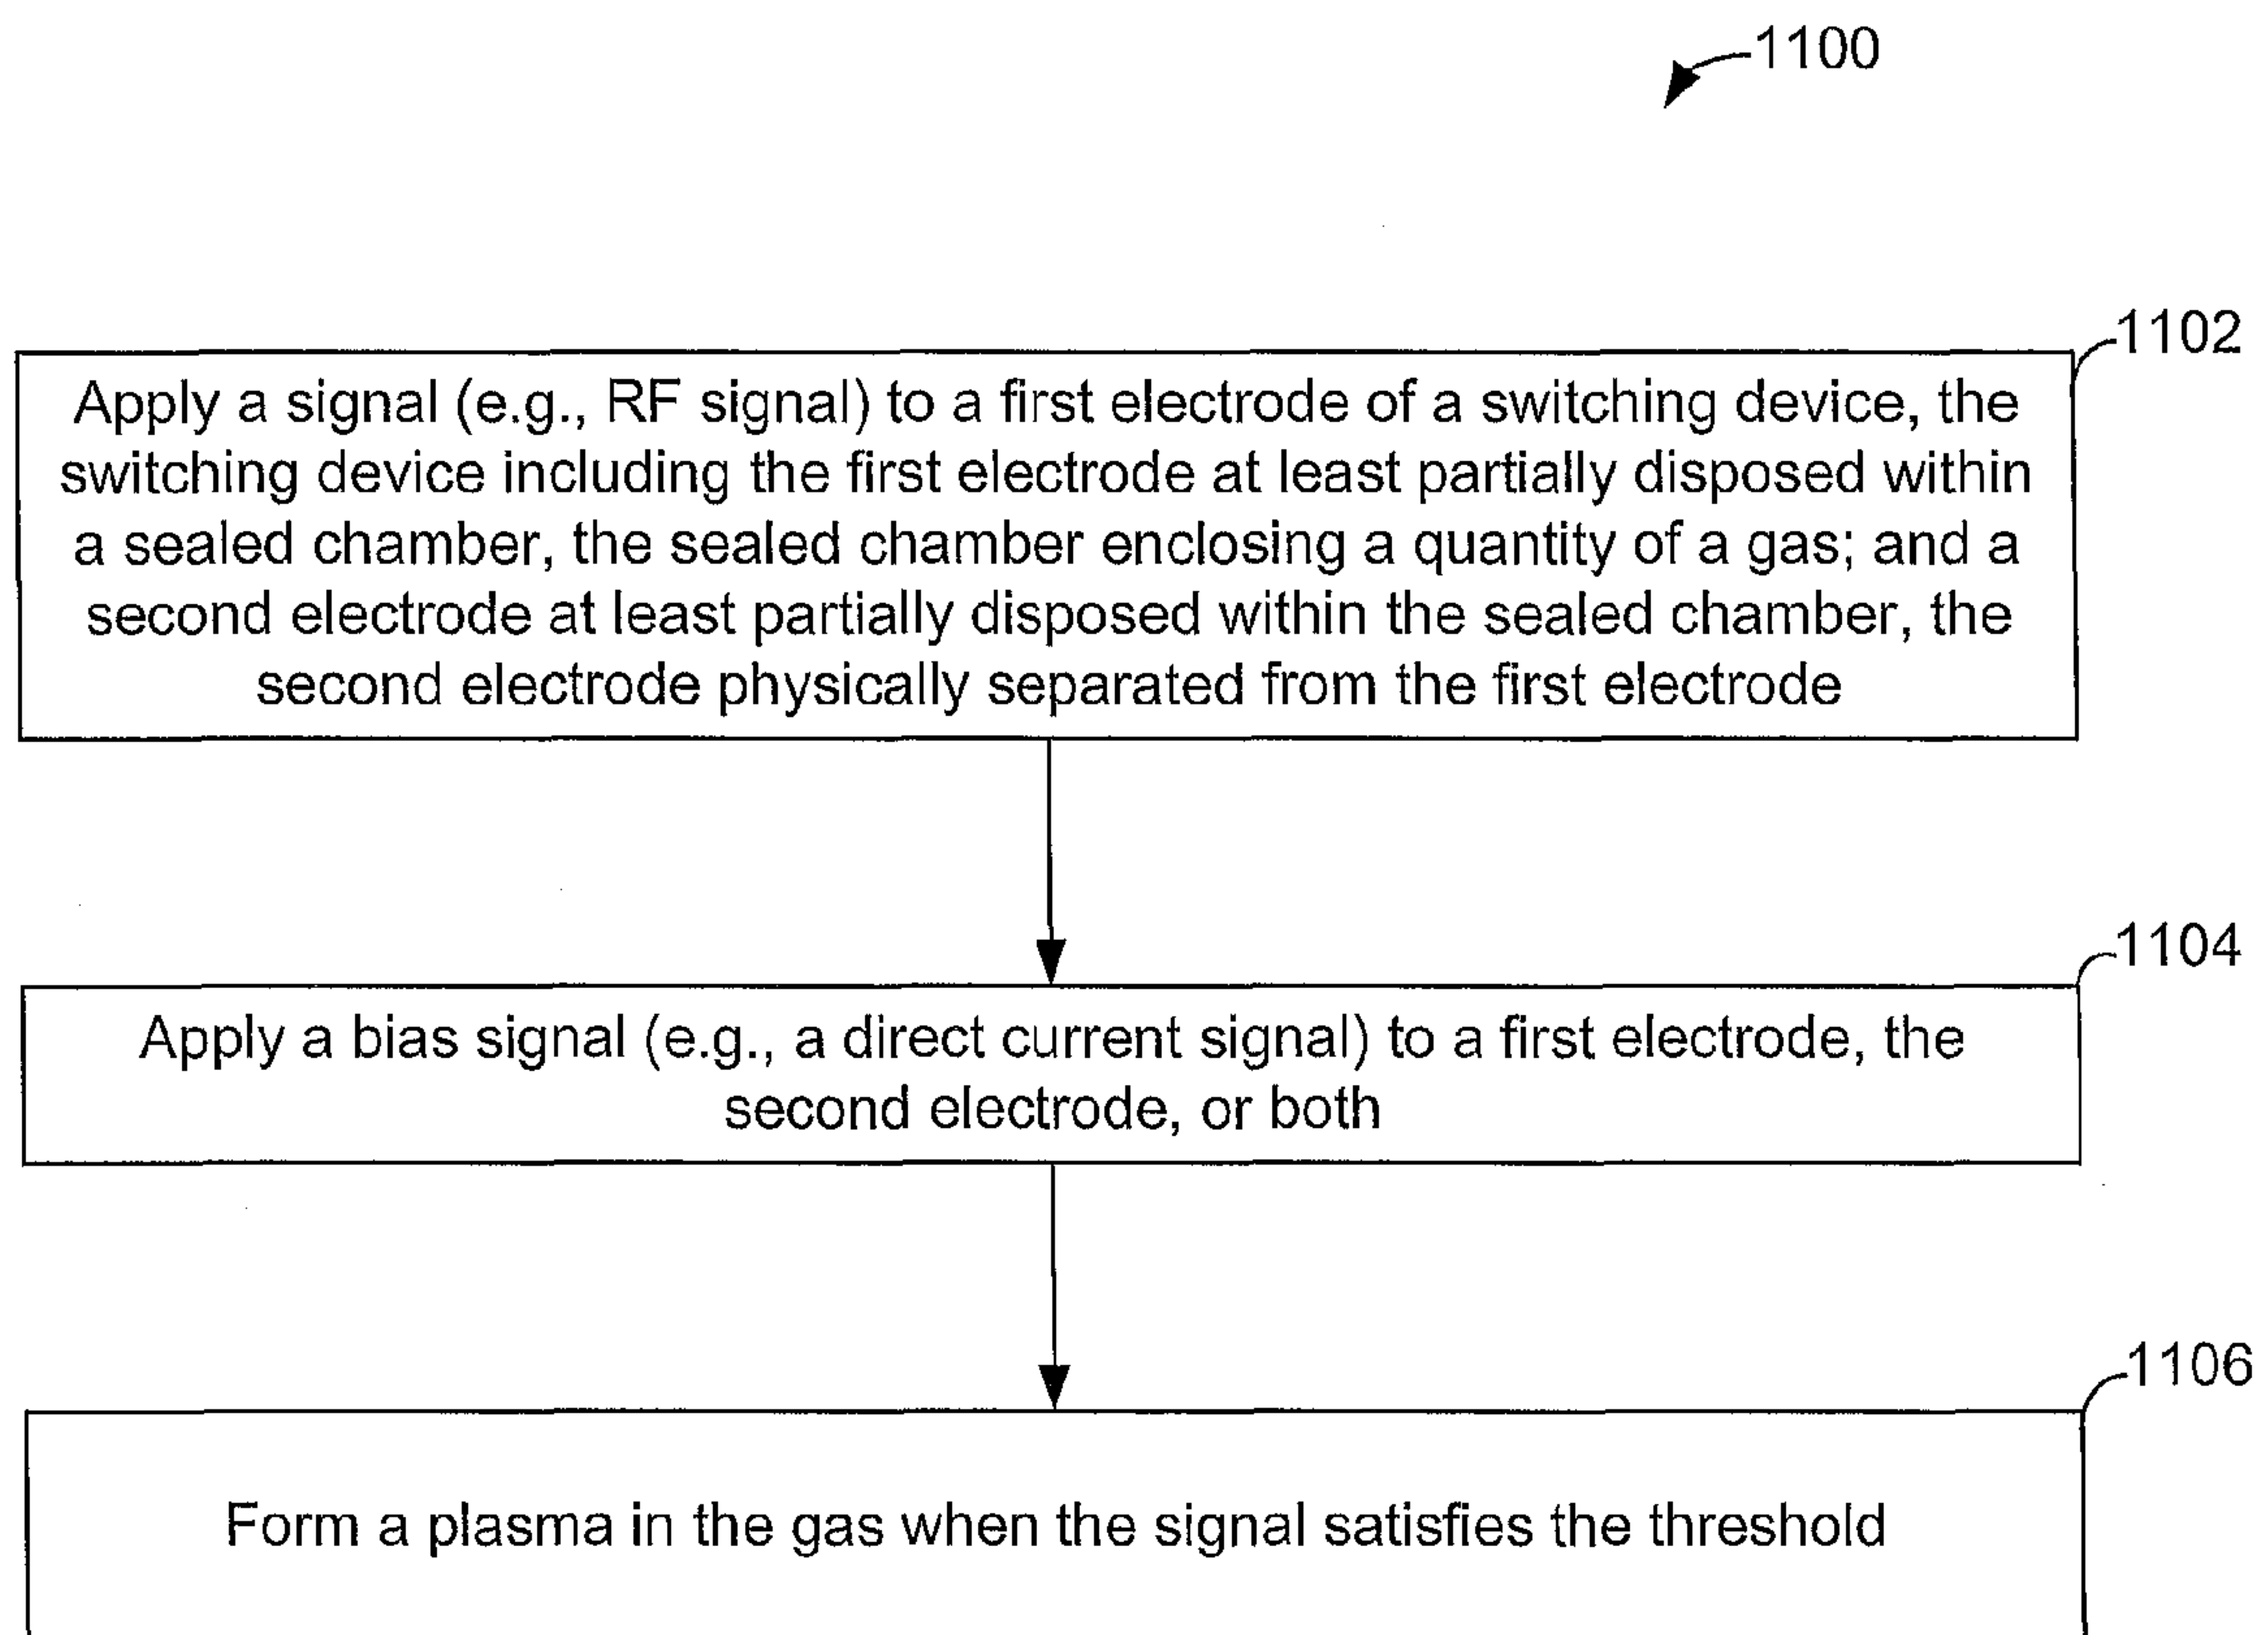 1100
1102
Apply a signal (e.g., RF signal) to a first electrode of a switching device, the
switching device including the first electrode at least partially disposed within
a sealed chamber, the sealed chamber enclosing a quantity of a gas; and a
second electrode at least partially disposed within the sealed chamber, the
second electrode physically separated from the first electrode
1104
Apply a bias signal (e.g., a direct current signal) to a first electrode, the
second electrode, or both
1106
Form a plasma in the gas when the signal satisfies the threshold